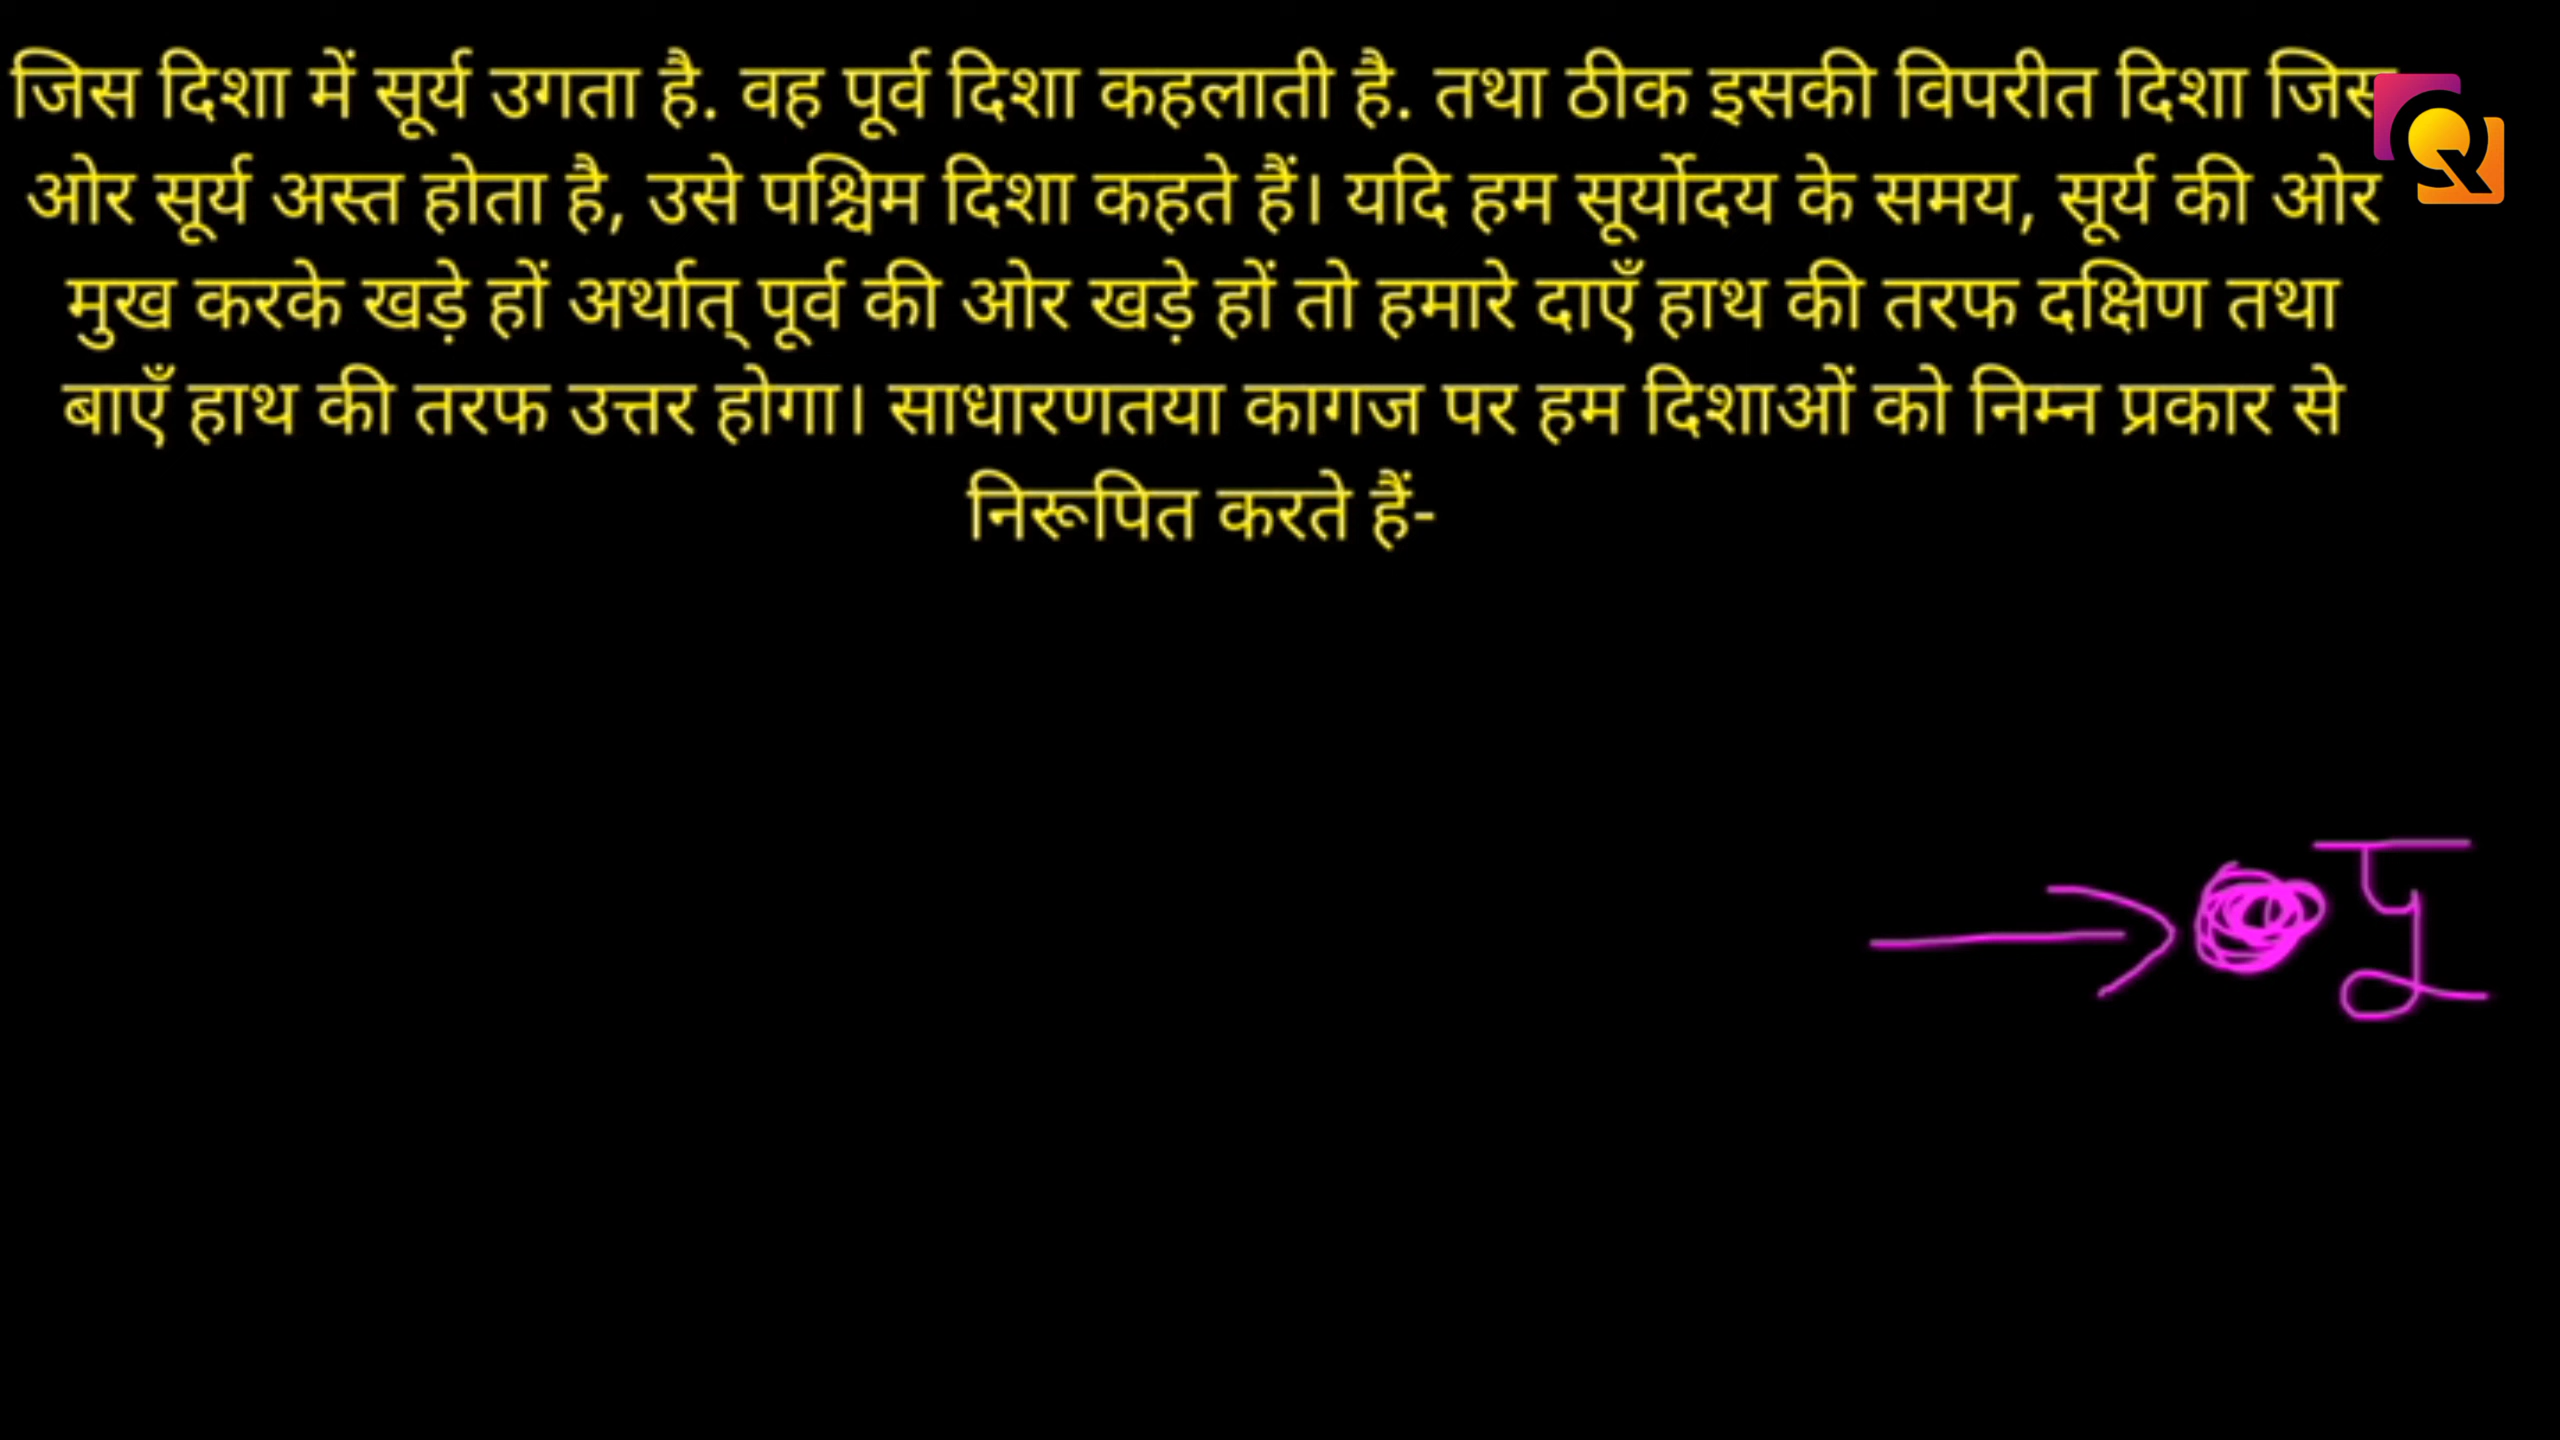 जिस दिशा में सूर्य उगता है. वह पूर्व दिशा कहलाती है. तथा ठीक इसकी विपरीत दिशा जिस
ओर सूर्य अस्त होता है, उसे पश्चिम दिशा कहते हैं। यदि हम सूर्योदय के समय, सूर्य की ओर
मुख करके खड़े हों अर्थात् पूर्व की ओर खड़े हों तो हमारे दाएँ हाथ की तरफ दक्षिण तथा
बाएँ हाथ की तरफ उत्तर होगा। साधारणतया कागज पर हम दिशाओं को निम्न प्रकार से
निरूपित करते हैं-
पू